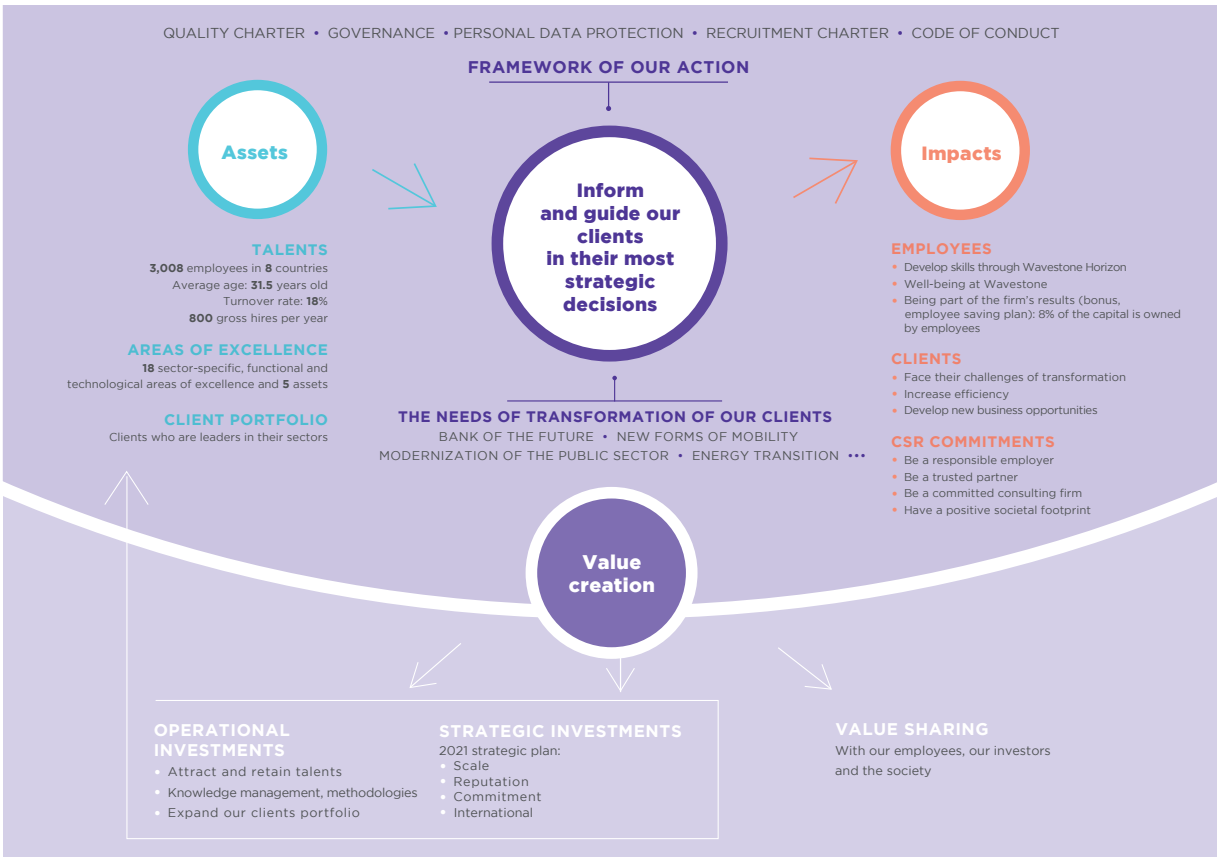 QUALITY CHARTER • GOVERNANCE • PERSONAL DATA PROTECTION • RECRUITMENT CHARTER • CODE OF CONDUCT
FRAMEWORK OF OUR ACTION
Assets
TALENTS
3,008 employees in 8 countries
Average age: 31.5 years old
Turnover rate: 18%
800 gross hires per year
AREAS OF EXCELLENCE
18 sector-specific, functional and
technological areas of excellence and 5 assets
CLIENT PORTFOLIO
Clients who are leaders in their sectors
Inform
and guide our
clients
in their most
strategic
decisions
THE NEEDS OF TRANSFORMATION OF OUR CLIENTS
BANK OF THE FUTURE • NEW FORMS OF MOBILITY
MODERNIZATION OF THE PUBLIC SECTOR • ENERGY TRANSITION •••
Impacts
EMPLOYEES
• Develop skills through Wavestone Horizon
• Well-being at Wavestone
• Being part of the firm's results (bonus,
employee saving plan): 8% of the capital is owned
by employees
CLIENTS
• Face their challenges of transformation
• Increase efficiency
• Develop new business opportunities
CSR COMMITMENTS
• Be a responsible employer
• Be a trusted partner
• Be a committed consulting firm
• Have a positive societal footprint
Value
creation
OPERATIONAL
INVESTMENTS
• Attract and retain talents
• Knowledge management, methodologies
• Expand our clients portfolio
STRATEGIC INVESTMENTS
2021 strategic plan:
• Scale
• Reputation
• Commitment
• International
VALUE SHARING
With our employees, our investors
and the society